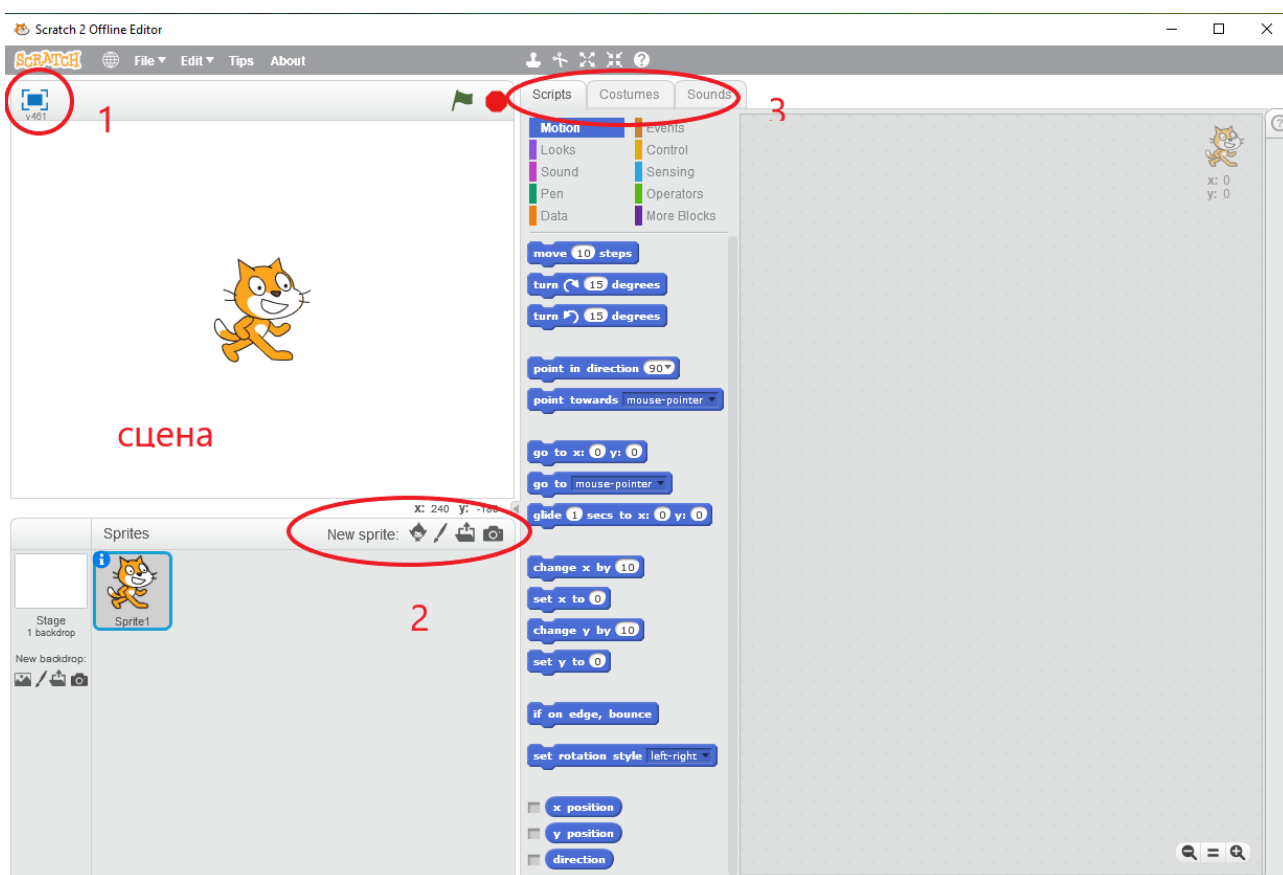 Scratch 2 Offline Editor
SCRATCH File Edit Tips About
v461
1
Scripts Costumes Sounds
3
Motion Events
Looks Control
Sound Sensing
Pen Operators
Data More Blocks
x: 0
y: 0
move 10 steps
turn 15 degrees
turn 15 degrees
point in direction 90
point towards mouse-pointer
go to x: 0 y: 0
go to mouse-pointer
glide 1 secs to x: 0 y: 0
change x by 10
set x to 0
change y by 10
set y to 0
if on edge, bounce
set rotation style left-right
x position
y position
direction
сцена
x: 240 y: -180
Sprites New sprite:
2
Stage
1 backdrop
Sprite1
New backdrop: